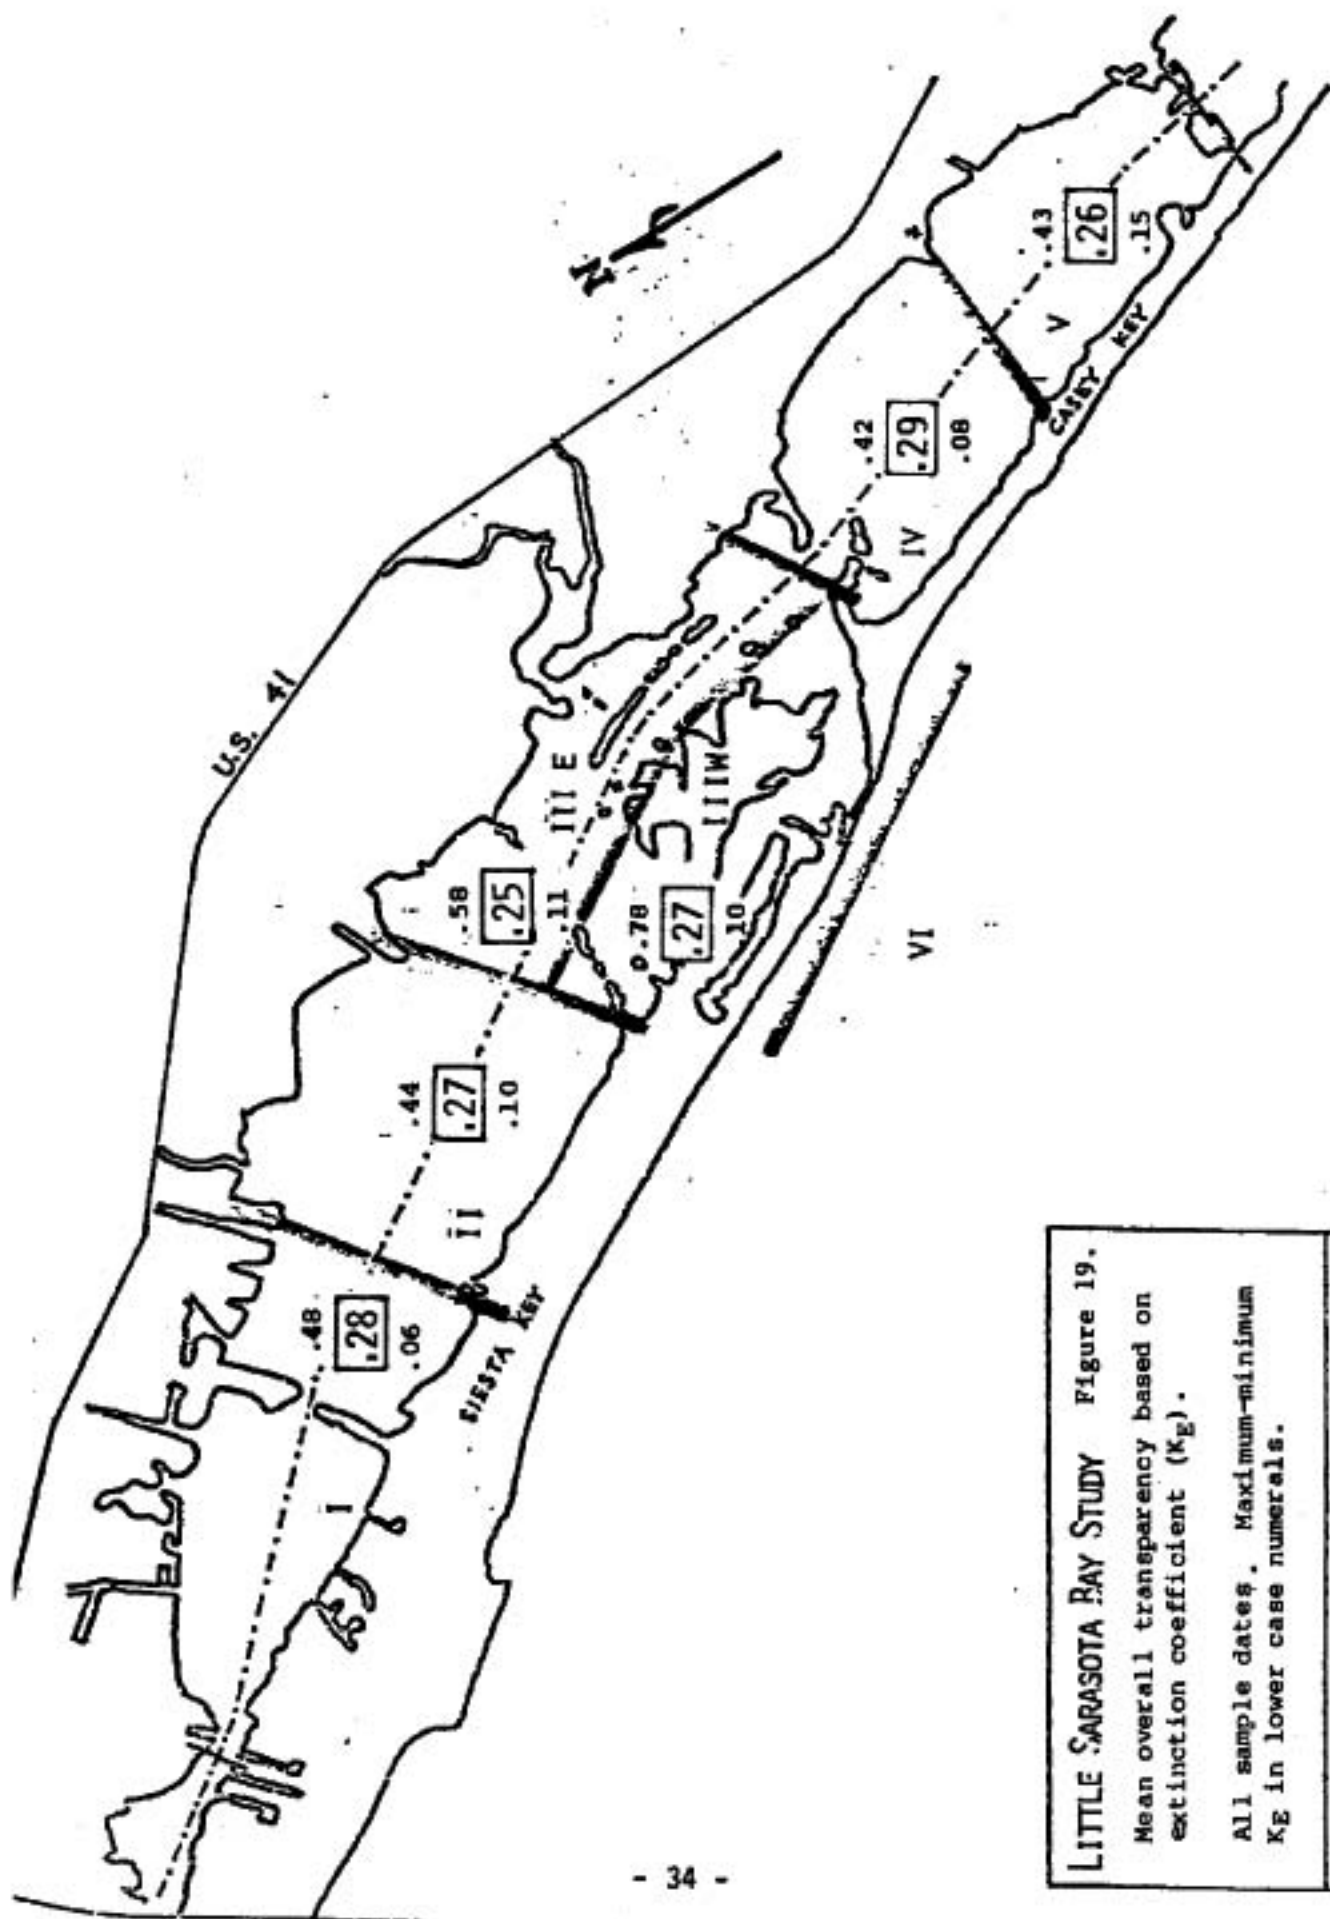 U.S. 41
N
.48
.28
.06
I
SIESTA KEY
.44
.27
.10
II
.58
.25
.11
III E
0.78
.27
.10
IIIW
VI
.42
.29
.08
IV
.43
.26
.15
V
CASEY KEY
LITTLE SARASOTA BAY STUDY Figure 19.
Mean overall transparency based on
extinction coefficient (KE).
All sample dates. Maximum-minimum
KE in lower case numerals.
- 34 -